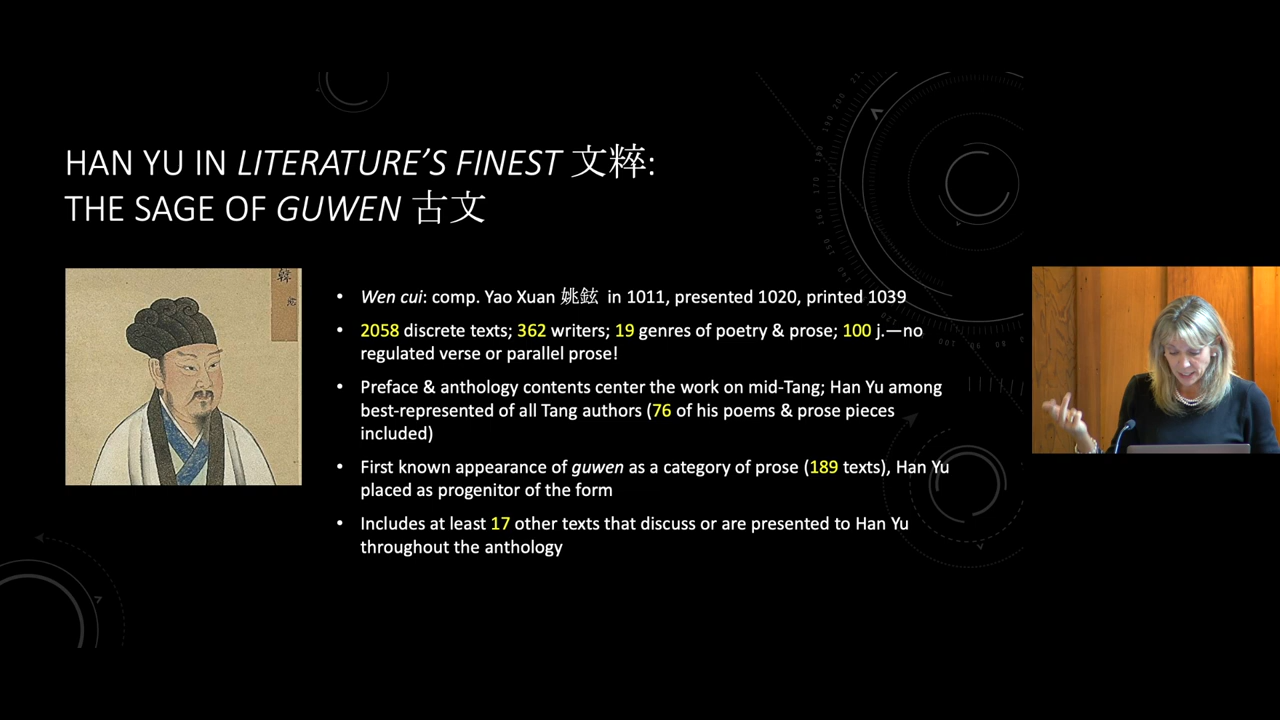 HAN YU IN LITERATURE'S FINEST 文粹:
THE SAGE OF GUWEN 古文
韓
• Wen cui: comp. Yao Xuan 姚鉉 in 1011, presented 1020, printed 1039
• 2058 discrete texts; 362 writers; 19 genres of poetry & prose; 100 j.—no
regulated verse or parallel prose!
• Preface & anthology contents center the work on mid-Tang; Han Yu among
best-represented of all Tang authors (76 of his poems & prose pieces
included)
• First known appearance of guwen as a category of prose (189 texts), Han Yu
placed as progenitor of the form
• Includes at least 17 other texts that discuss or are presented to Han Yu
throughout the anthology